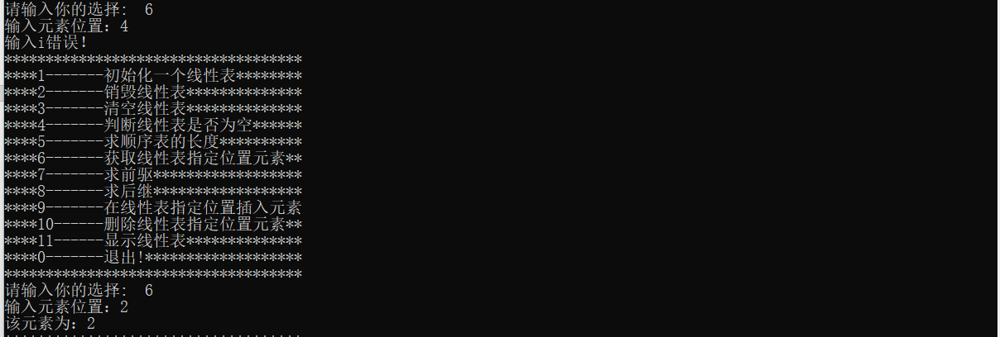 请输入你的选择:  6
输入元素位置: 4
输入i错误!
************************************
****1-------初始化一个线性表********
****2-------销毁线性表**************
****3-------清空线性表**************
****4-------判断线性表是否为空******
****5-------求顺序表的长度**********
****6-------获取线性表指定位置元素**
****7-------求前驱******************
****8-------求后继******************
****9-------在线性表指定位置插入元素
****10------删除线性表指定位置元素**
****11------显示线性表**************
****0-------退出!*******************
************************************
请输入你的选择:  6
输入元素位置: 2
该元素为: 2